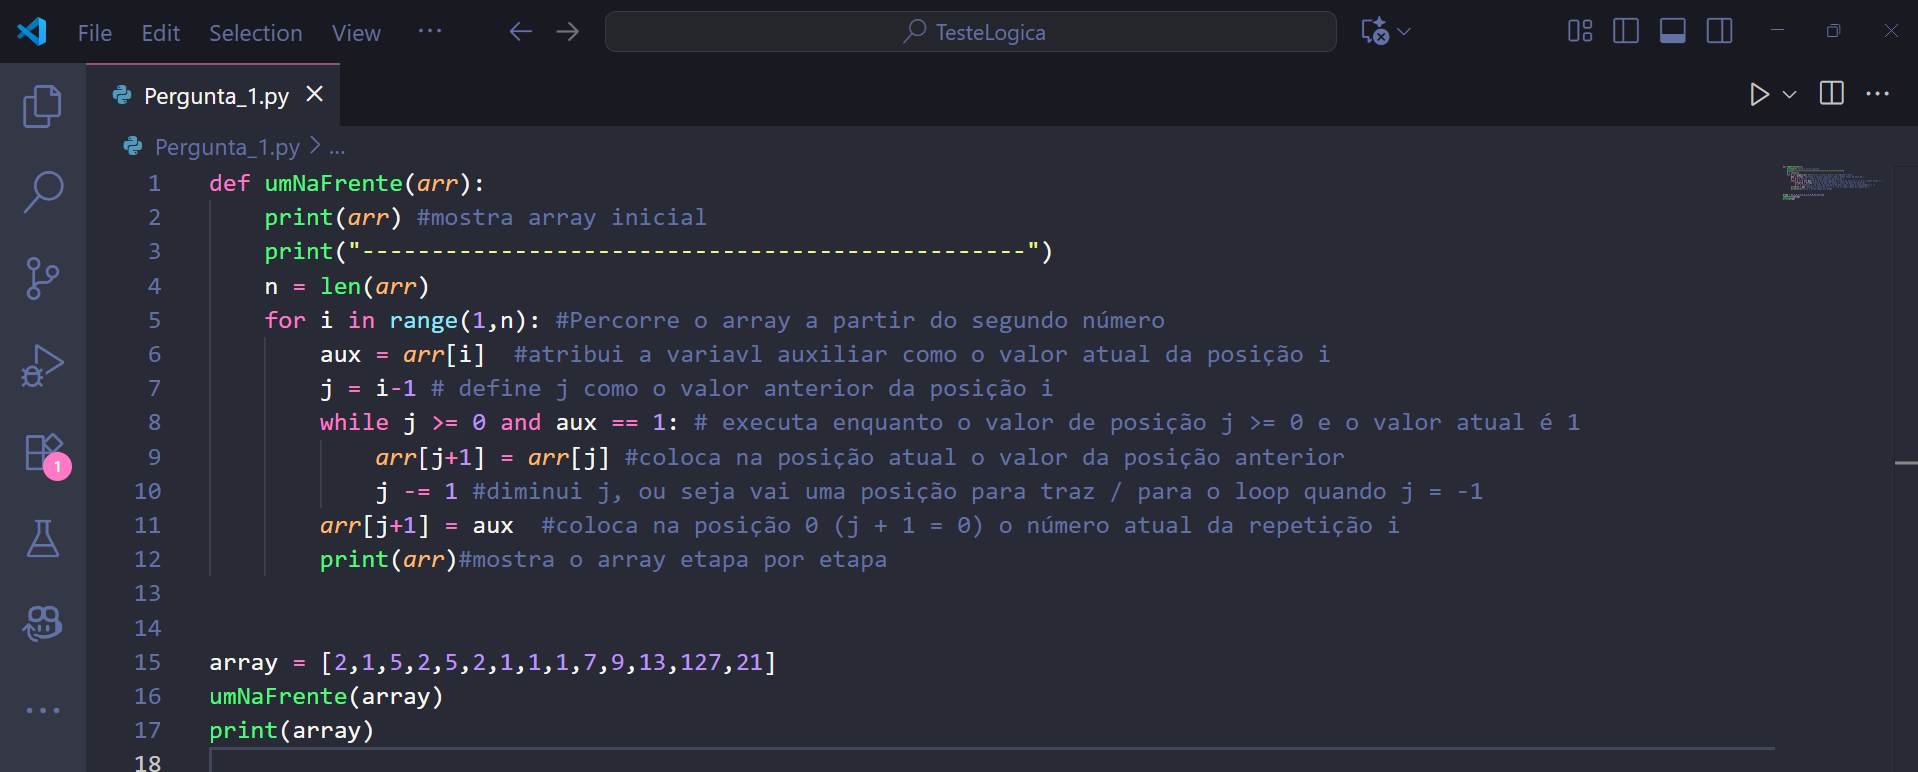 File Edit Selection View ... TesteLogica
Pergunta_1.py
Pergunta_1.py > ...
1 def umNaFrente(arr):
2     print(arr) #mostra array inicial
3     print("------------------------------------------------")
4     n = len(arr)
5     for i in range(1,n): #Percorre o array a partir do segundo número
6         aux = arr[i]  #atribui a variavl auxiliar como o valor atual da posição i
7         j = i-1 # define j como o valor anterior da posição i
8         while j >= 0 and aux == 1: # executa enquanto o valor de posição j >= 0 e o valor atual é 1
9             arr[j+1] = arr[j] #coloca na posição atual o valor da posição anterior
10             j -= 1 #diminui j, ou seja vai uma posição para traz / para o loop quando j = -1
11         arr[j+1] = aux  #coloca na posição 0 (j + 1 = 0) o número atual da repetição i
12         print(arr)#mostra o array etapa por etapa
13
14
15 array = [2,1,5,2,5,2,1,1,1,7,9,13,127,21]
16 umNaFrente(array)
17 print(array)
18
1